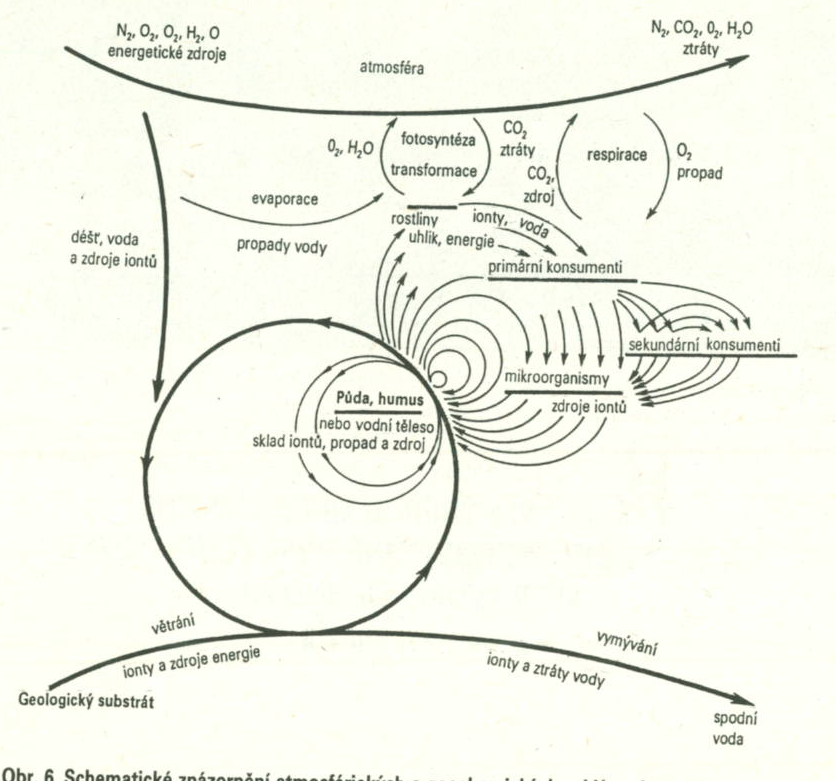 N₂, O₂, O₂, H₂, O
energetické zdroje
N₂, CO₂, O₂, H₂O
ztráty
atmosféra
O₂, H₂O
fotosyntéza
transformace
CO₂
ztráty
CO₂,
zdroj
respirace
O₂
propad
evaporace
propady vody
déšť, voda
a zdroje iontů
rostliny
ionty, voda
uhlik, energie
primární konsumenti
sekundární konsumenti
mikroorganismy
zdroje iontů
Půda, humus
nebo vodní těleso
sklad iontů, propad a zdroj
větrání
ionty a zdroje energie
Geologický substrát
vymývání
ionty a ztráty vody
spodní
voda
Obr. 6. Schematické znázornění atmosférických a